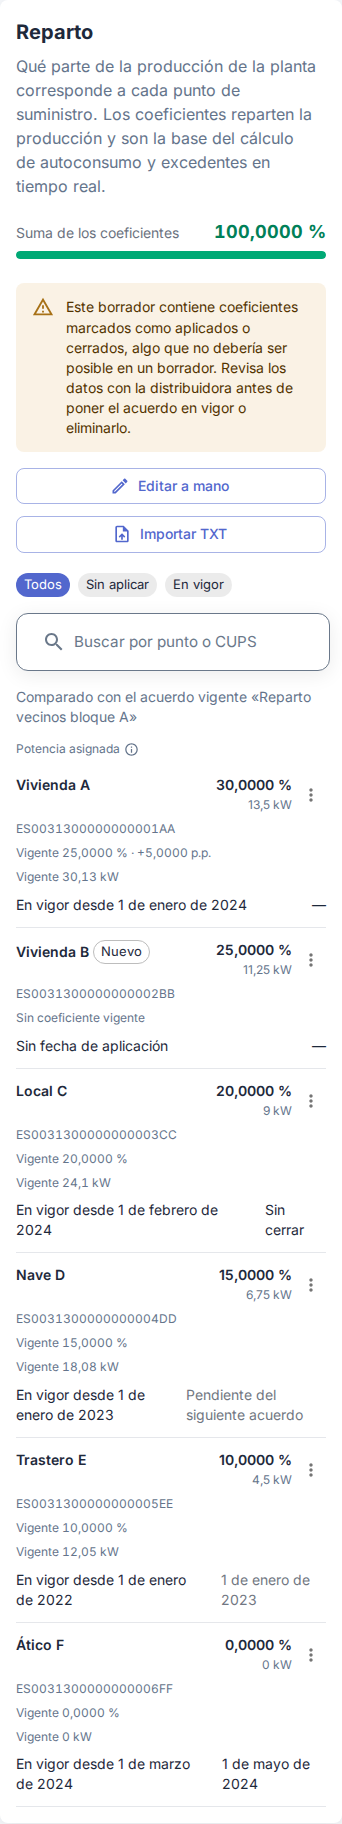 Reparto
Qué parte de la producción de la planta
corresponde a cada punto de
suministro. Los coeficientes reparten la
producción y son la base del cálculo
de autoconsumo y excedentes en
tiempo real.
Suma de los coeficientes 100,0000 %
Este borrador contiene coeficientes
marcados como aplicados o
cerrados, algo que no debería ser
posible en un borrador. Revisa los
datos con la distribuidora antes de
poner el acuerdo en vigor o
eliminarlo.
Editar a mano
Importar TXT
Todos Sin aplicar En vigor
Buscar por punto o CUPS
Comparado con el acuerdo vigente «Reparto
vecinos bloque A»
Potencia asignada
Vivienda A 30,0000 %
13,5 kW
ES0031300000000001AA
Vigente 25,0000 % · +5,0000 p.p.
Vigente 30,13 kW
En vigor desde 1 de enero de 2024 —
Vivienda B Nuevo 25,0000 %
11,25 kW
ES0031300000000002BB
Sin coeficiente vigente
Sin fecha de aplicación —
Local C 20,0000 %
9 kW
ES0031300000000003CC
Vigente 20,0000 %
Vigente 24,1 kW
En vigor desde 1 de febrero de Sin
2024 cerrar
Nave D 15,0000 %
6,75 kW
ES0031300000000004DD
Vigente 15,0000 %
Vigente 18,08 kW
En vigor desde 1 de Pendiente del
enero de 2023 siguiente acuerdo
Trastero E 10,0000 %
4,5 kW
ES0031300000000005EE
Vigente 10,0000 %
Vigente 12,05 kW
En vigor desde 1 de enero 1 de enero de
de 2022 2023
Ático F 0,0000 %
0 kW
ES0031300000000006FF
Vigente 0,0000 %
Vigente 0 kW
En vigor desde 1 de marzo 1 de mayo de
de 2024 2024